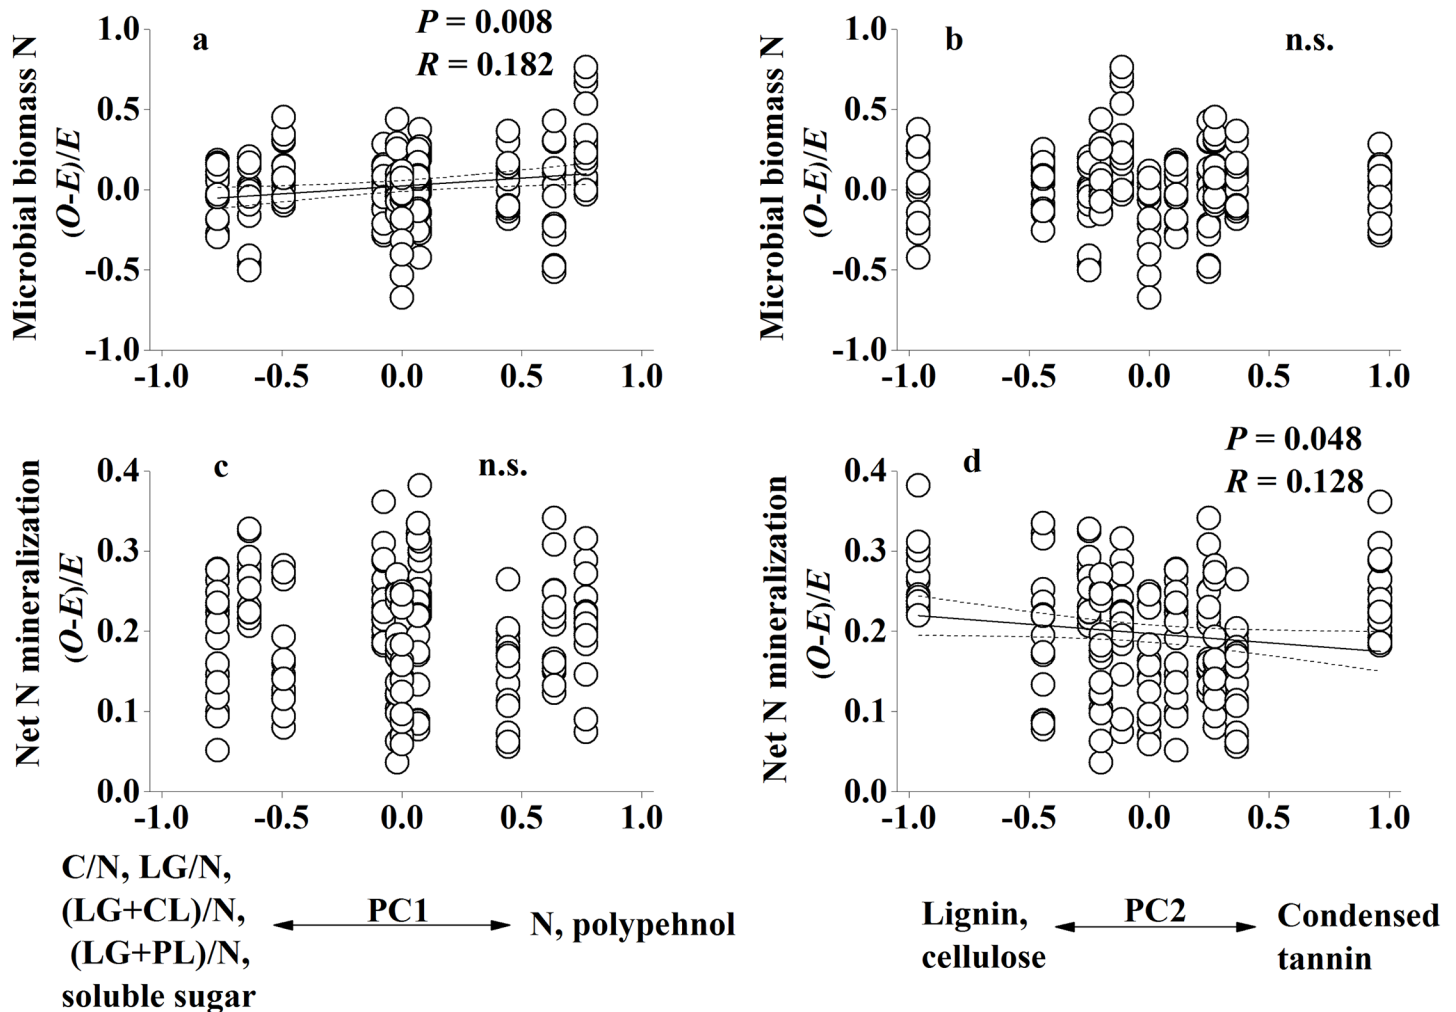 a
P = 0.008
R = 0.182
Microbial biomass N
(O-E)/E
1.0
0.5
0.0
-0.5
-1.0
-1.0 -0.5 0.0 0.5 1.0
b
n.s.
Microbial biomass N
(O-E)/E
1.0
0.5
0.0
-0.5
-1.0
-1.0 -0.5 0.0 0.5 1.0
c
n.s.
Net N mineralization
(O-E)/E
0.4
0.3
0.2
0.1
0.0
-1.0 -0.5 0.0 0.5 1.0
d
P = 0.048
R = 0.128
Net N mineralization
(O-E)/E
0.4
0.3
0.2
0.1
0.0
-1.0 -0.5 0.0 0.5 1.0
C/N, LG/N,
(LG+CL)/N,
(LG+PL)/N,
soluble sugar
PC1
N, polypehnol
Lignin,
cellulose
PC2
Condensed
tannin